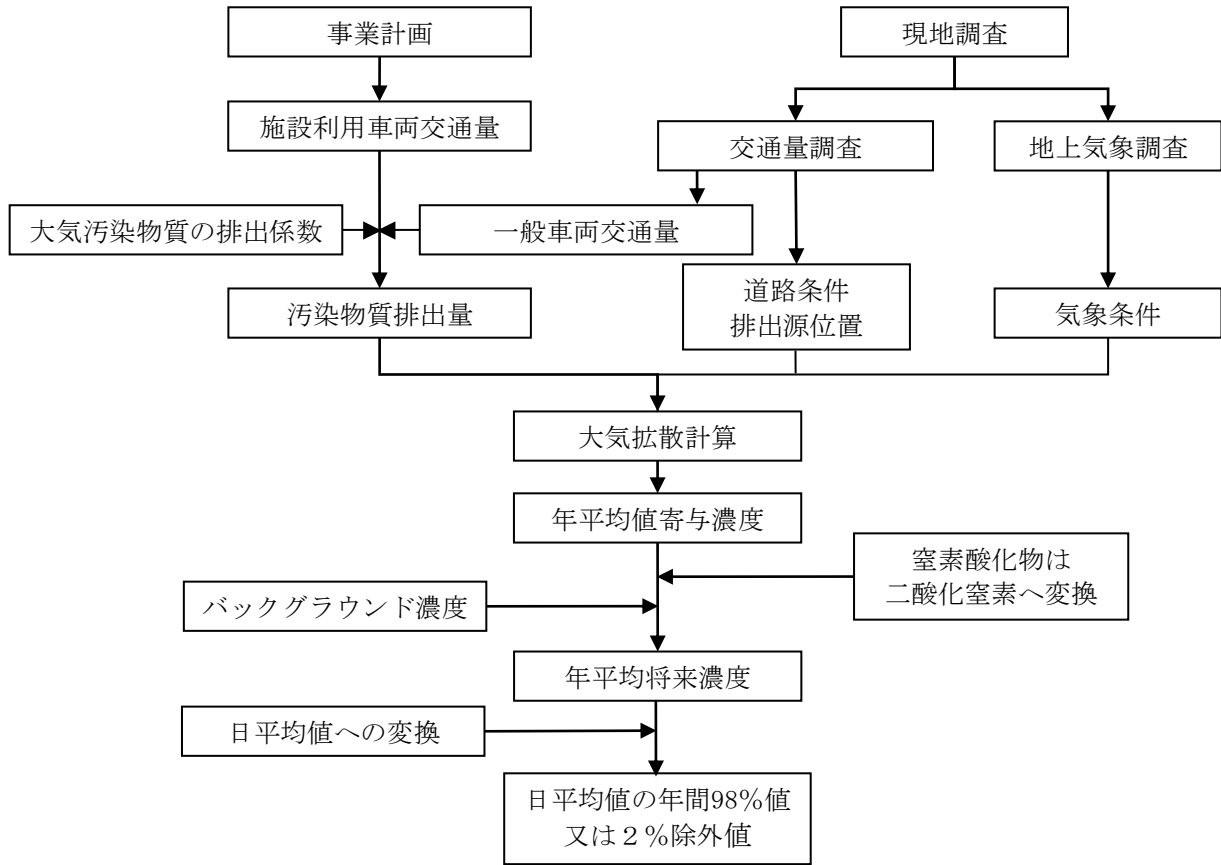 事業計画
現地調査
施設利用車両交通量
交通量調査
地上気象調査
大気汚染物質の排出係数
一般車両交通量
汚染物質排出量
道路条件
排出源位置
気象条件
大気拡散計算
年平均値寄与濃度
窒素酸化物は
二酸化窒素へ変換
バックグラウンド濃度
年平均将来濃度
日平均値への変換
日平均値の年間98％値
又は２％除外値